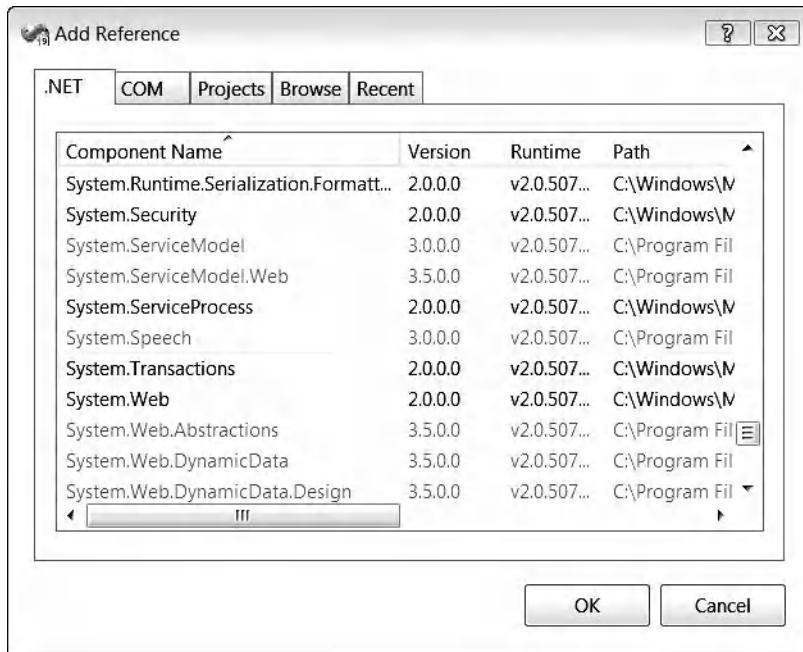 Add Reference
.NET COM Projects Browse Recent
Component Name Version Runtime Path
System.Runtime.Serialization.Formatt... 2.0.0.0 v2.0.507... C:\Windows\M
System.Security 2.0.0.0 v2.0.507... C:\Windows\M
System.ServiceModel 3.0.0.0 v2.0.507... C:\Program Fil
System.ServiceModel.Web 3.5.0.0 v2.0.507... C:\Program Fil
System.ServiceProcess 2.0.0.0 v2.0.507... C:\Windows\M
System.Speech 3.0.0.0 v2.0.507... C:\Program Fil
System.Transactions 2.0.0.0 v2.0.507... C:\Windows\M
System.Web 2.0.0.0 v2.0.507... C:\Windows\M
System.Web.Abstractions 3.5.0.0 v2.0.507... C:\Program Fil
System.Web.DynamicData 3.5.0.0 v2.0.507... C:\Program Fil
System.Web.DynamicData.Design 3.5.0.0 v2.0.507... C:\Program Fil
OK Cancel